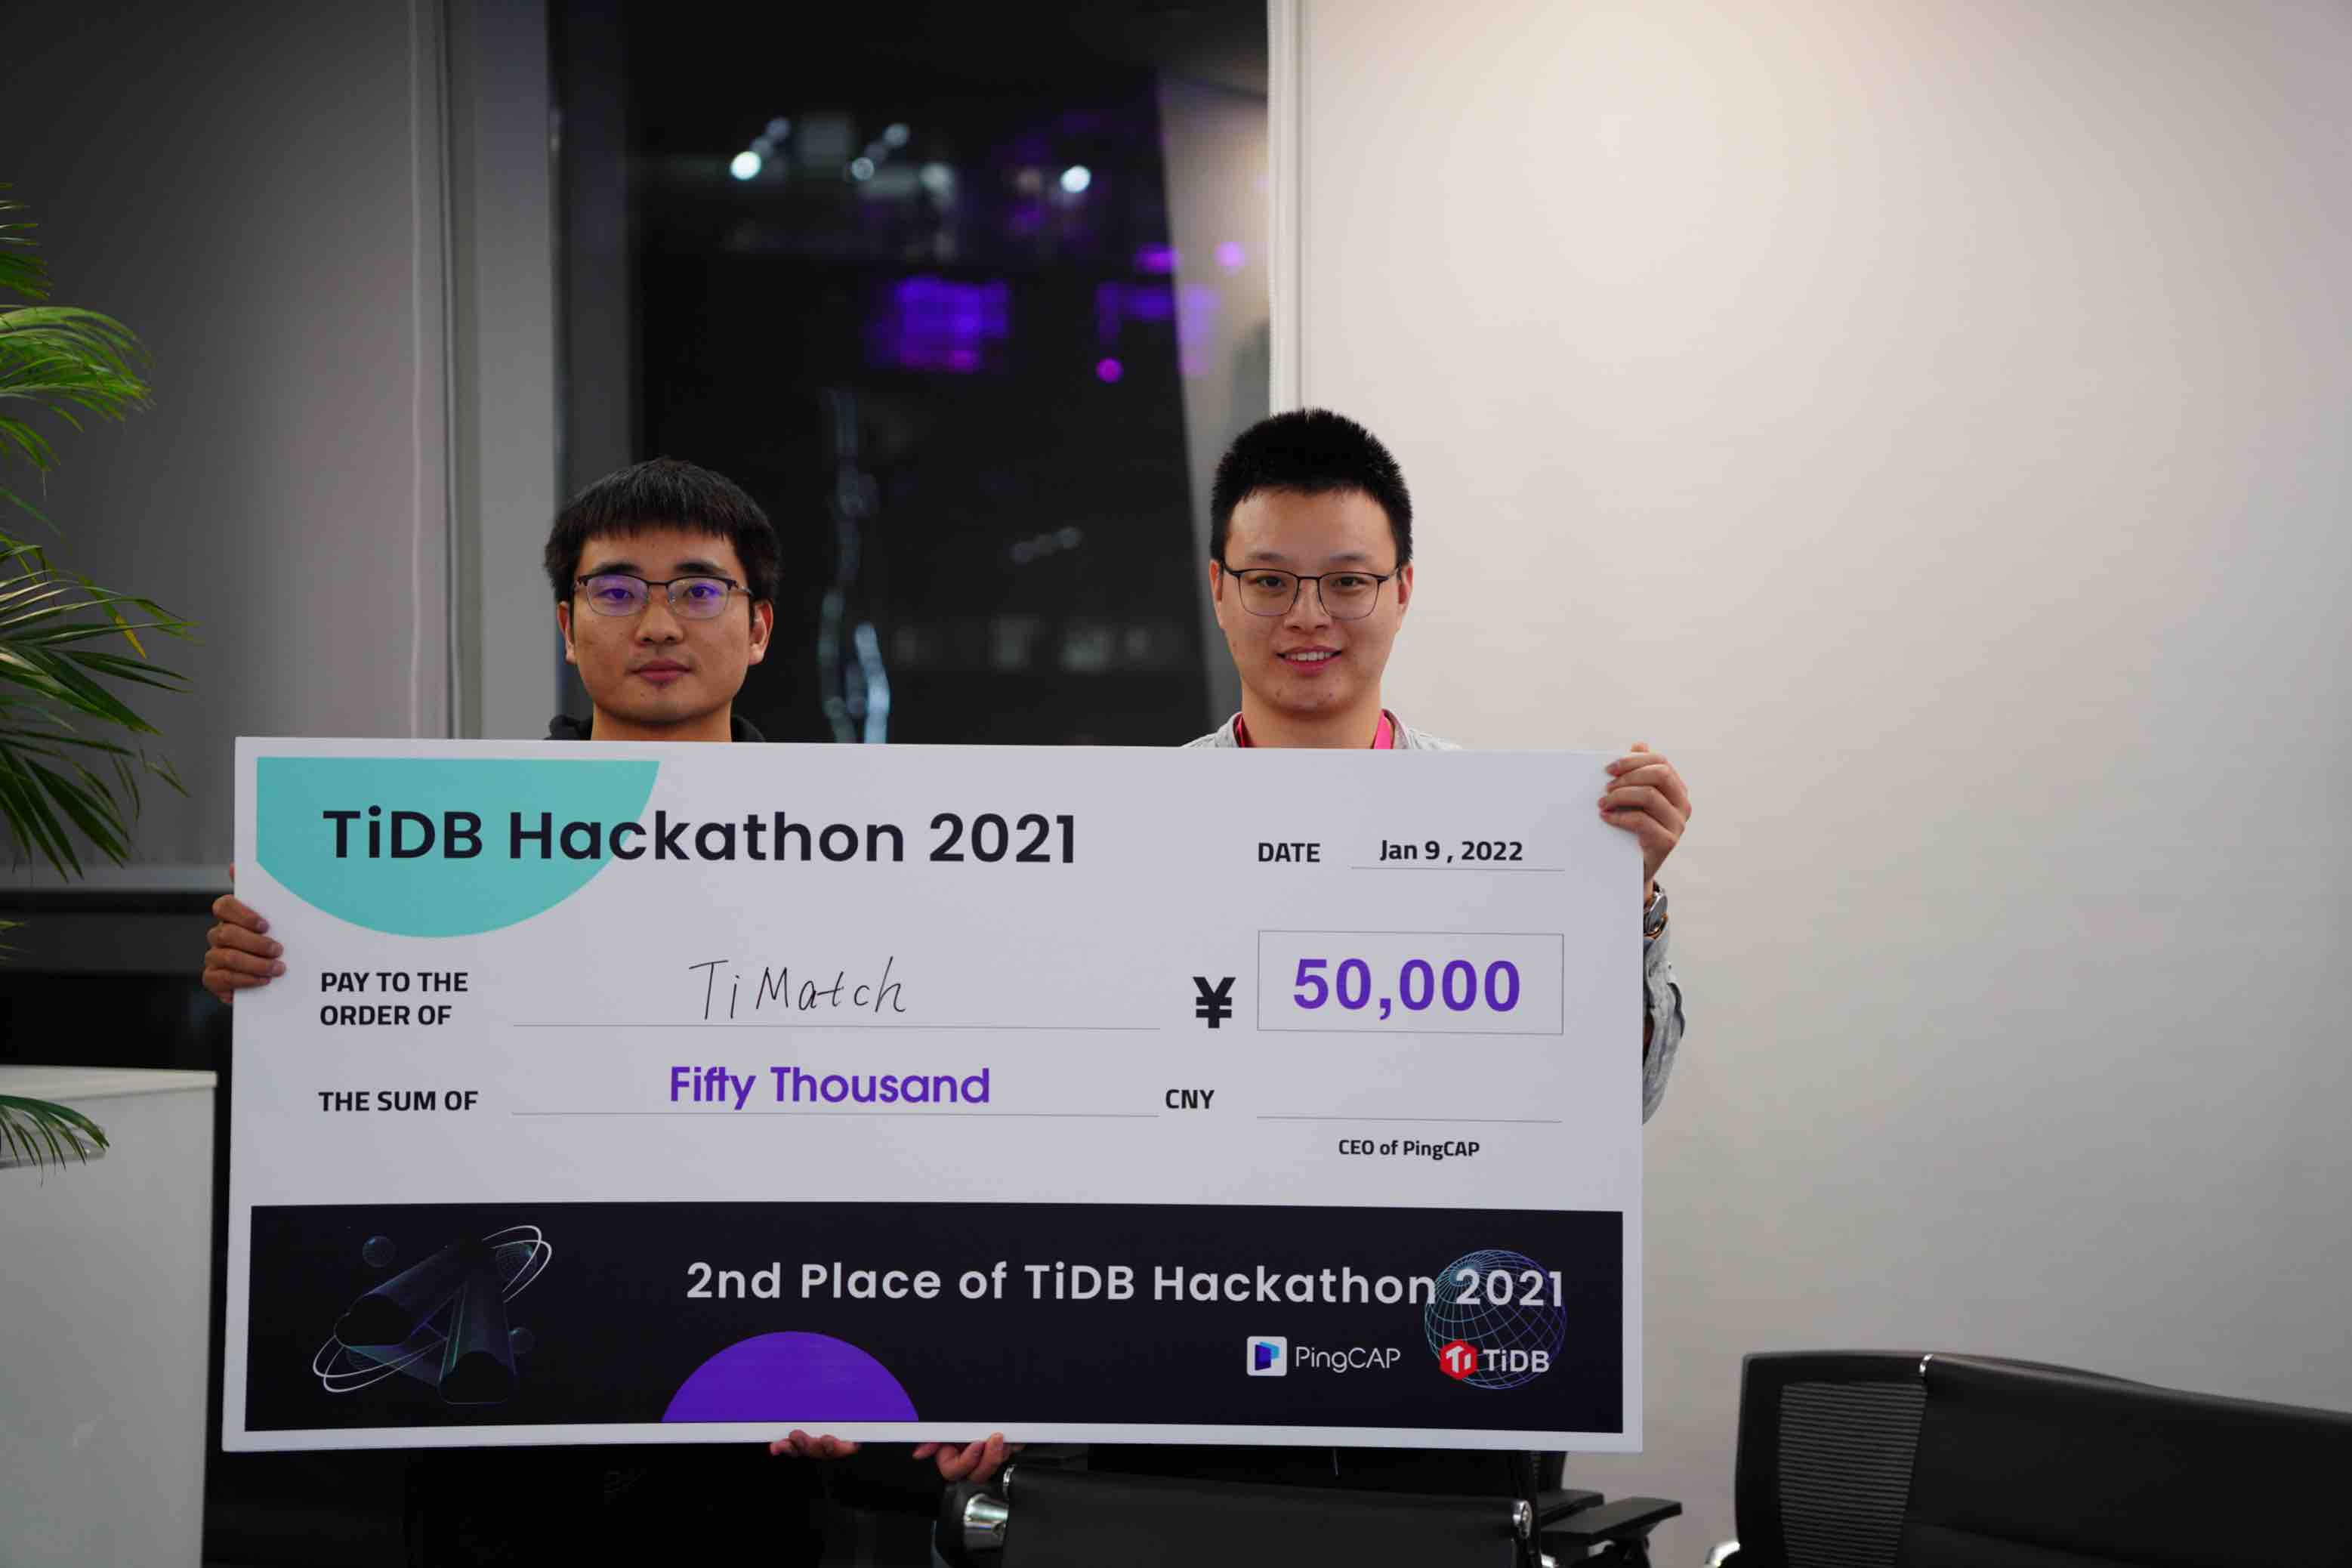 TiDB Hackathon 2021
DATE Jan 9 , 2022
PAY TO THE
ORDER OF
TiMatch
¥ 50,000
THE SUM OF Fifty Thousand CNY
CEO of PingCAP
2nd Place of TiDB Hackathon 2021
PingCAP
Ti TiDB